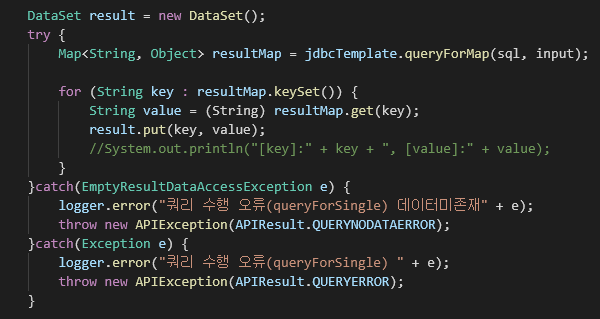 DataSet result = new DataSet();
try {
    Map<String, Object> resultMap = jdbcTemplate.queryForMap(sql, input);

    for (String key : resultMap.keySet()) {
        String value = (String) resultMap.get(key);
        result.put(key, value);
        //System.out.println("[key]:" + key + ", [value]:" + value);
    }
}catch(EmptyResultDataAccessException e) {
    logger.error("쿼리 수행 오류(queryForSingle) 데이터미존재" + e);
    throw new APIException(APIResult.QUERYNODATAERROR);
}catch(Exception e) {
    logger.error("쿼리 수행 오류(queryForSingle) " + e);
    throw new APIException(APIResult.QUERYERROR);
}